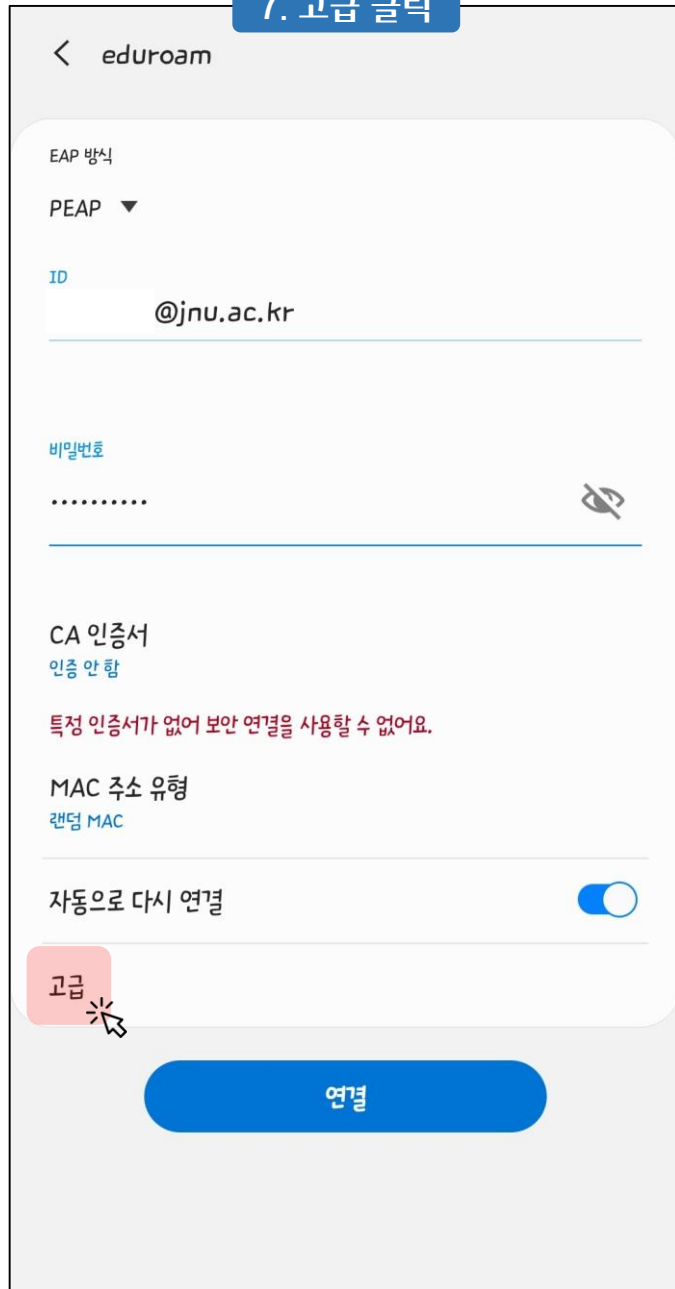 7. 고급 클릭
eduroam
EAP 방식
PEAP
ID
@jnu.ac.kr
비밀번호
..........
CA 인증서
인증 안 함
특정 인증서가 없어 보안 연결을 사용할 수 없어요.
MAC 주소 유형
랜덤 MAC
자동으로 다시 연결
고급
연결